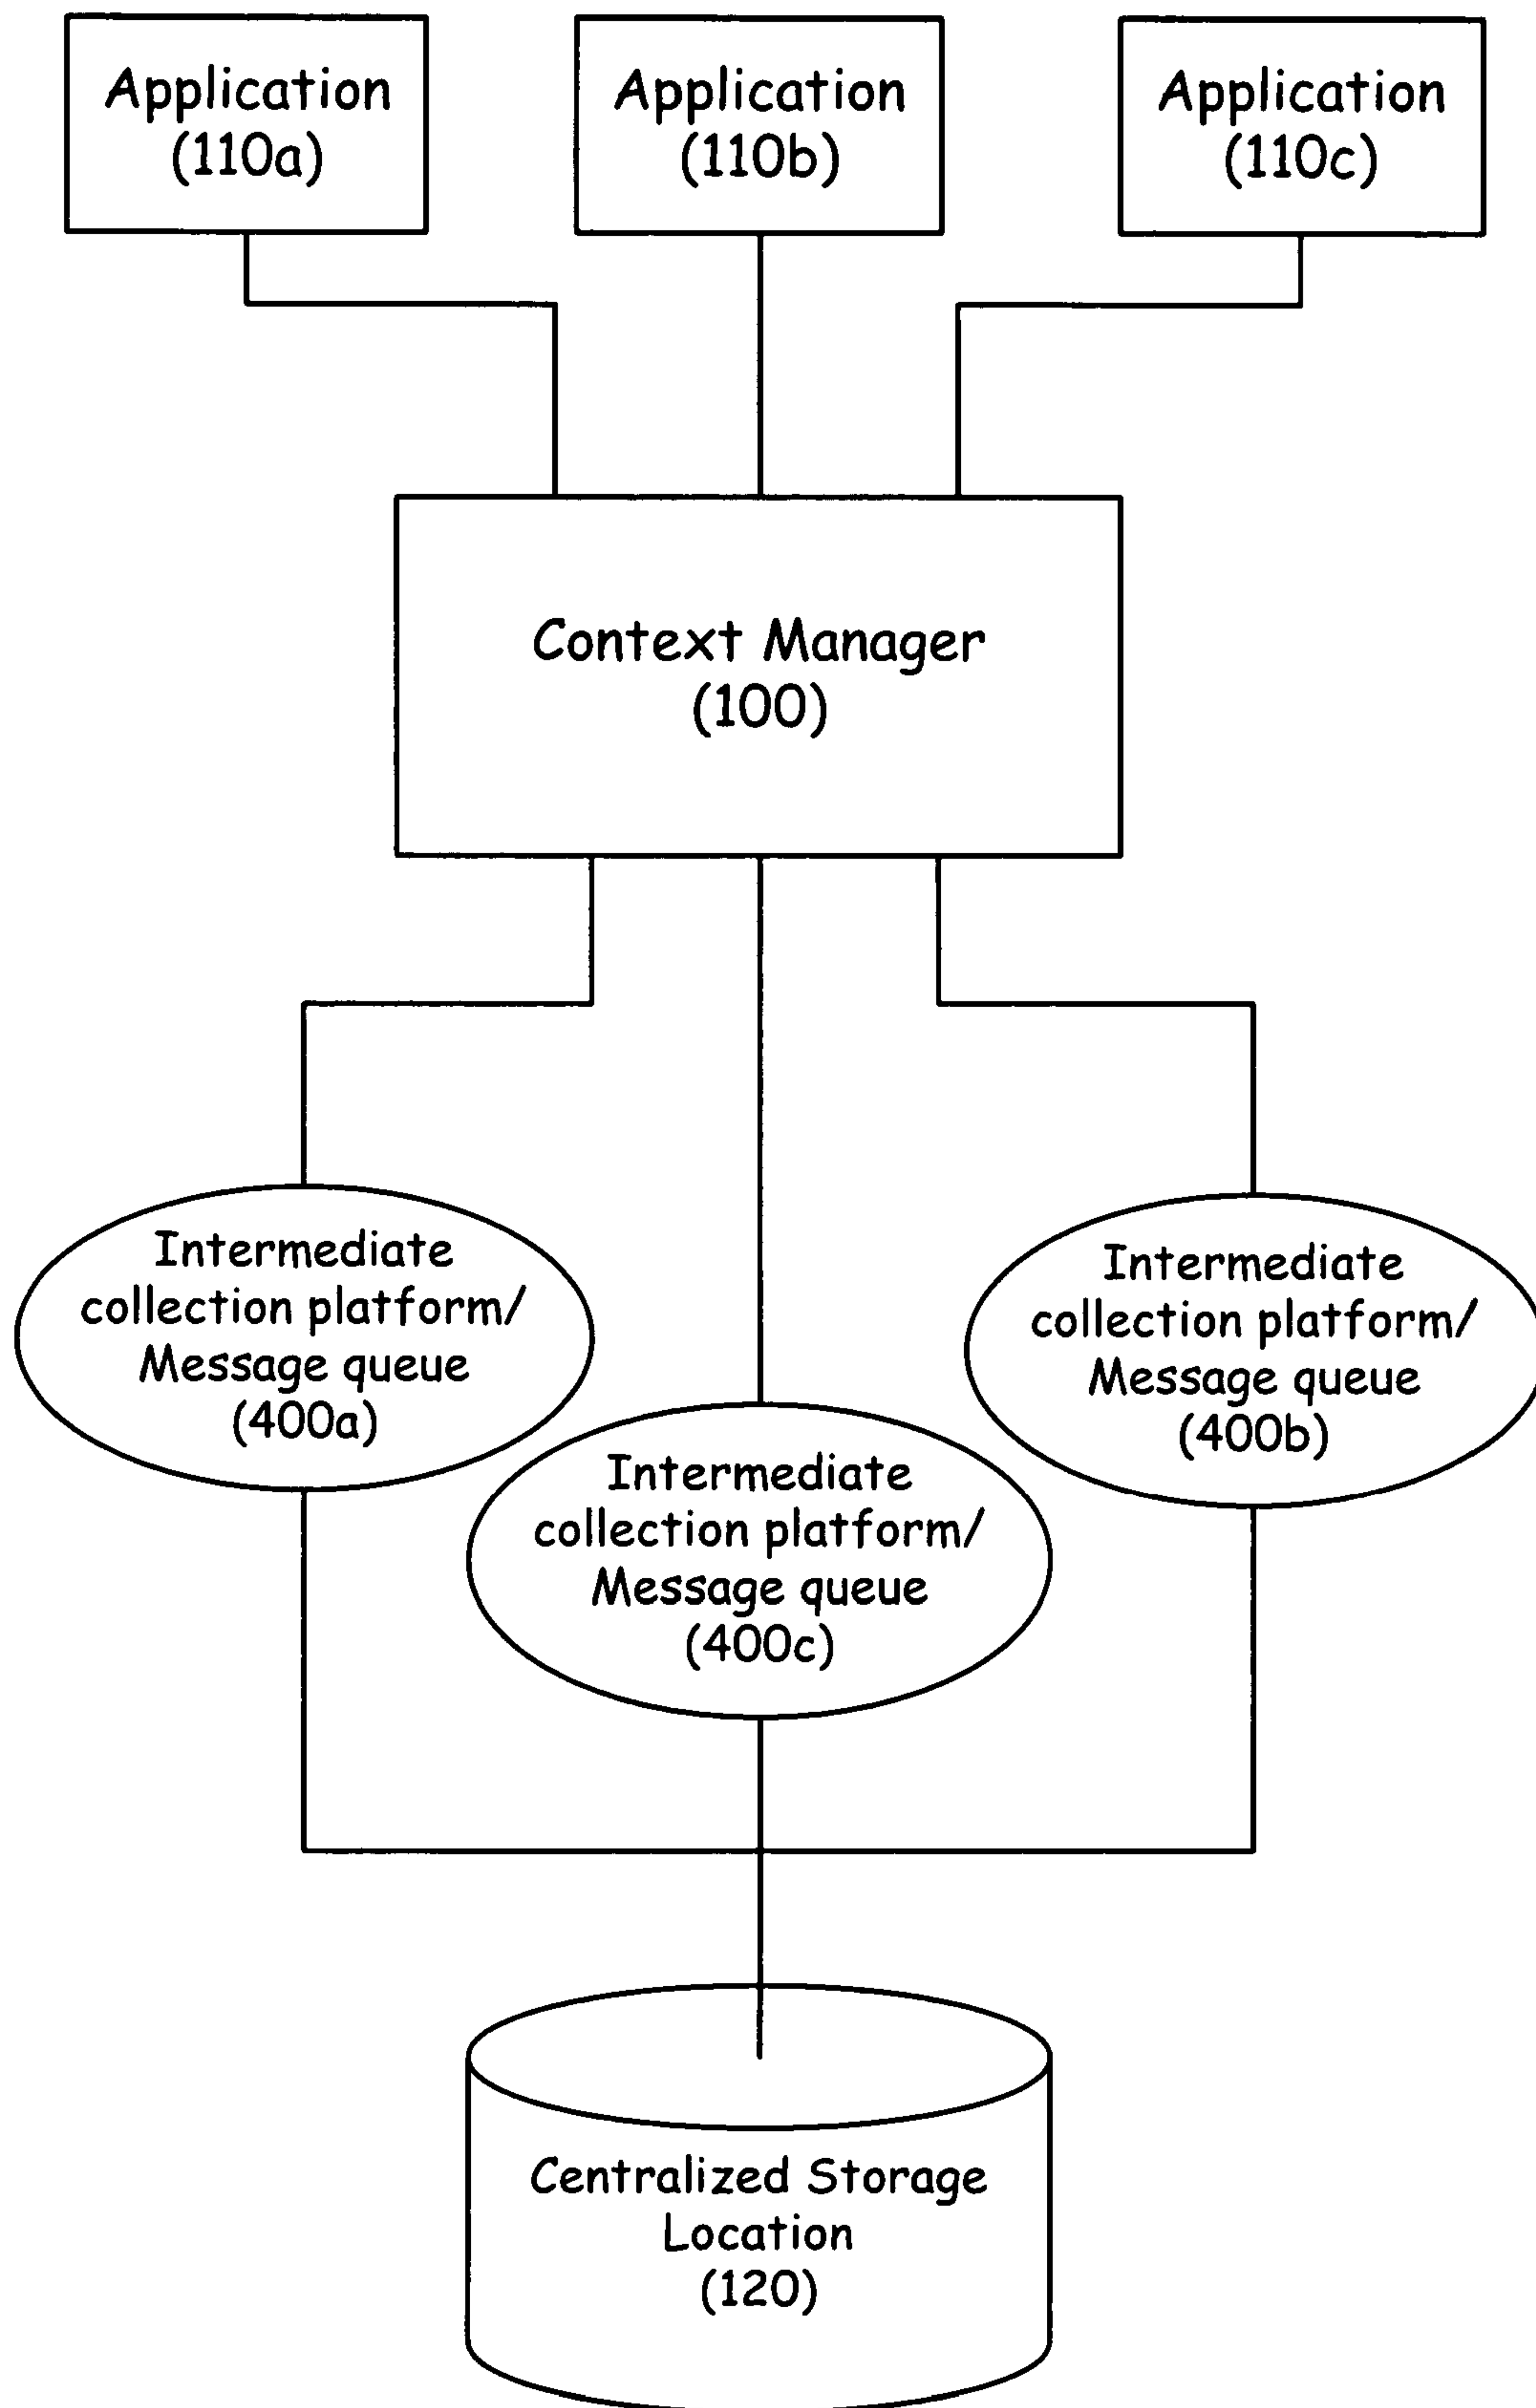 Application
(110a)
Application
(110b)
Application
(110c)
Context Manager
(100)
Intermediate
collection platform/
Message queue
(400a)
Intermediate
collection platform/
Message queue
(400b)
Intermediate
collection platform/
Message queue
(400c)
Centralized Storage
Location
(120)